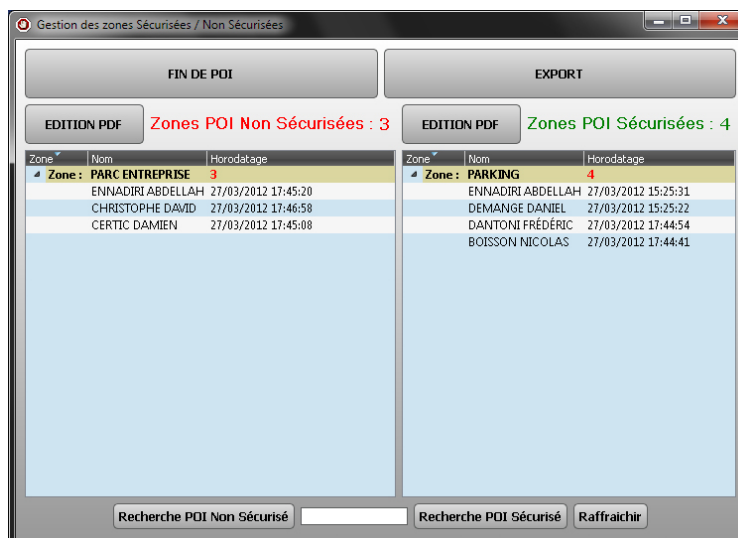 Gestion des zones Sécurisées / Non Sécurisées
FIN DE POI
EXPORT
EDITION PDF
Zones POI Non Sécurisées : 3
EDITION PDF
Zones POI Sécurisées : 4
Zone Nom Horodatage
Zone : PARC ENTREPRISE 3
ENNADIRI ABDELLAH 27/03/2012 17:45:20
CHRISTOPHE DAVID 27/03/2012 17:46:58
CERTIC DAMIEN 27/03/2012 17:45:08
Zone Nom Horodatage
Zone : PARKING 4
ENNADIRI ABDELLAH 27/03/2012 15:25:31
DEMANGE DANIEL 27/03/2012 15:25:22
DANTONI FRÉDÉRIC 27/03/2012 17:44:54
BOISSON NICOLAS 27/03/2012 17:44:41
Recherche POI Non Sécurisé
Recherche POI Sécurisé
Raffraichir